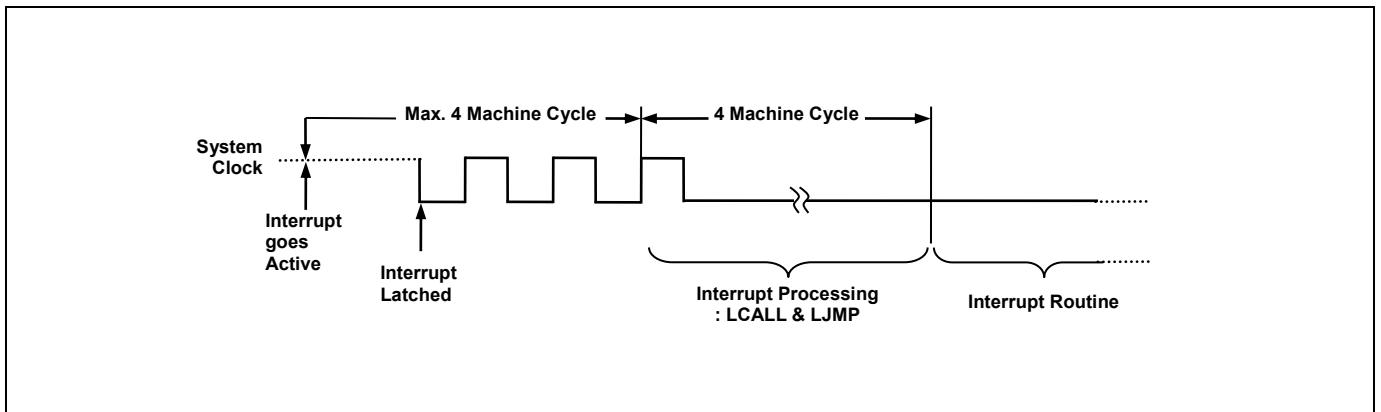 Max. 4 Machine Cycle
4 Machine Cycle
System
Clock
Interrupt
goes
Active
Interrupt
Latched
Interrupt Processing
: LCALL & LJMP
Interrupt Routine